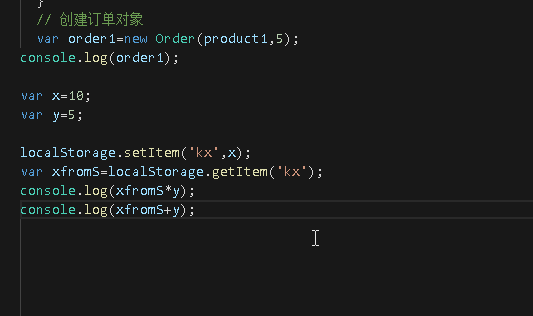 }
// 创建订单对象
var order1=new Order(product1,5);
console.log(order1);
var x=10;
var y=5;
localStorage.setItem('kx',x);
var xfromS=localStorage.getItem('kx');
console.log(xfromS*y);
console.log(xfromS+y);